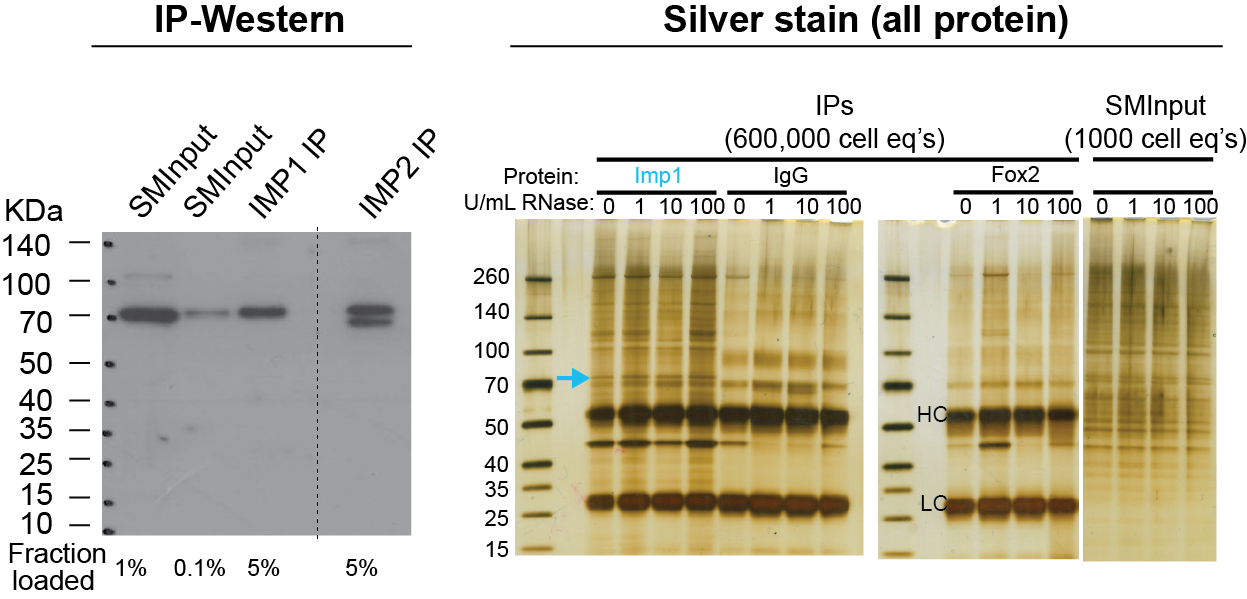 IP-Western
SMInput
SMInput
IMP1 IP
IMP2 IP
KDa
140
100
70
50
40
35
25
15
10
Fraction
loaded
1%
0.1%
5%
5%
Silver stain (all protein)
IPs
(600,000 cell eq’s)
SMInput
(1000 cell eq’s)
Protein:
Imp1
IgG
Fox2
U/mL RNase:
0 1 10 100 0 1 10 100
0 1 10 100
0 1 10 100
260
140
100
70
50
40
35
25
15
HC
LC